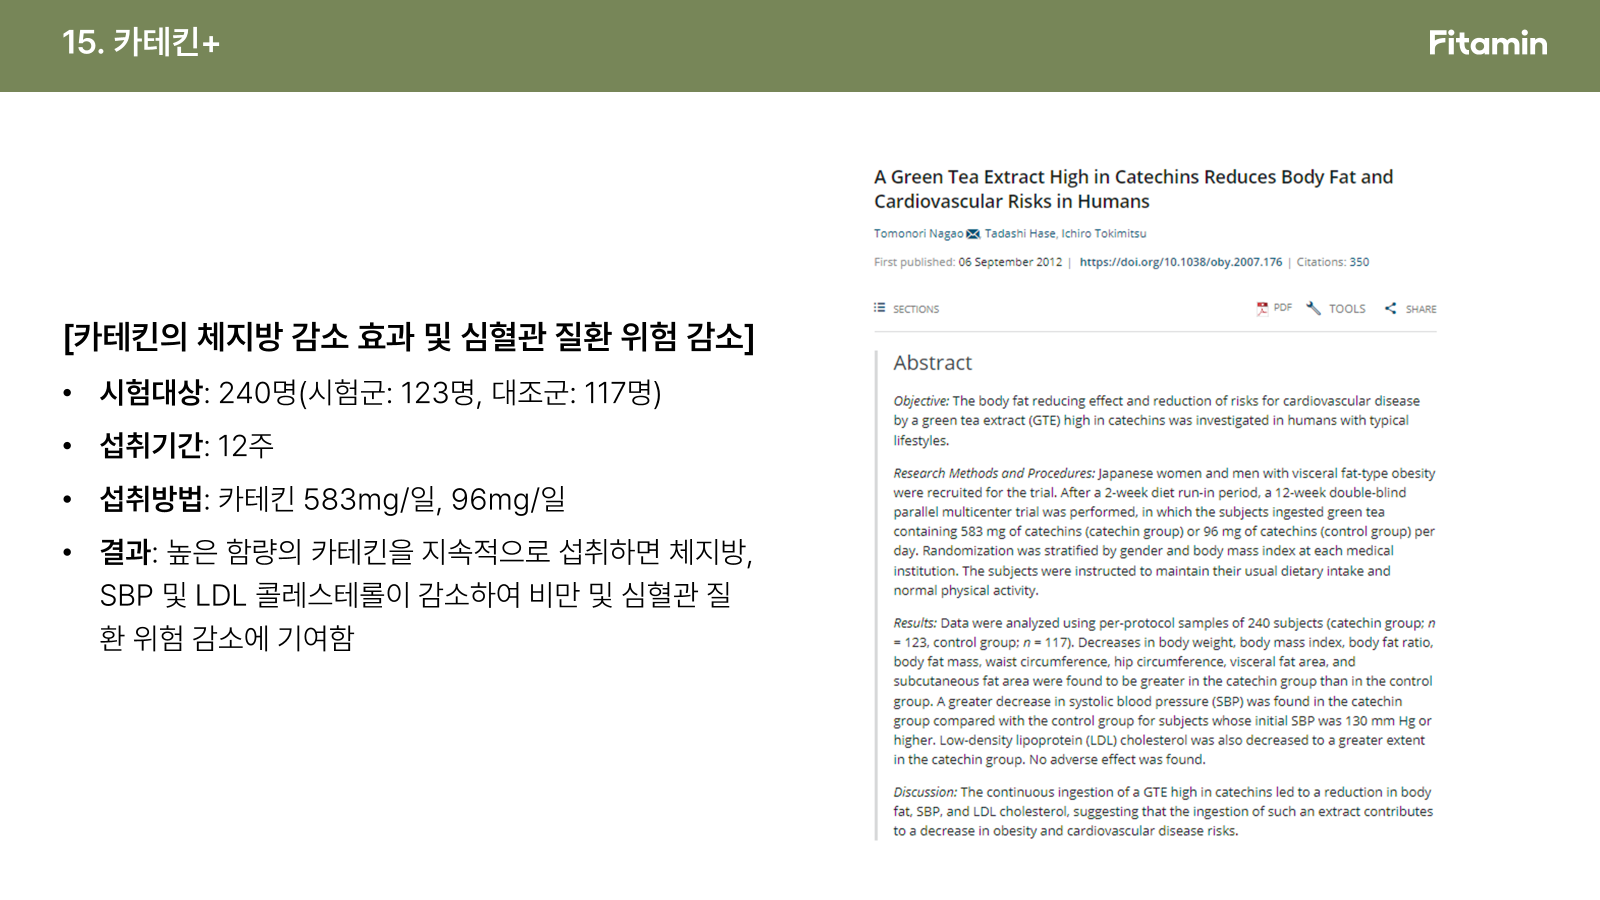 15. 카테킨+
Fitamin
[카테킨의 체지방 감소 효과 및 심혈관 질환 위험 감소]
• 시험대상: 240명(시험군: 123명, 대조군: 117명)
• 섭취기간: 12주
• 섭취방법: 카테킨 583mg/일, 96mg/일
• 결과: 높은 함량의 카테킨을 지속적으로 섭취하면 체지방,
SBP 및 LDL 콜레스테롤이 감소하여 비만 및 심혈관 질
환 위험 감소에 기여함
A Green Tea Extract High in Catechins Reduces Body Fat and
Cardiovascular Risks in Humans
Tomonori Nagao, Tadashi Hase, Ichiro Tokimitsu
First published: 06 September 2012 | https://doi.org/10.1038/oby.2007.176 | Citations: 350
SECTIONS PDF TOOLS SHARE
Abstract
Objective: The body fat reducing effect and reduction of risks for cardiovascular disease
by a green tea extract (GTE) high in catechins was investigated in humans with typical
lifestyles.
Research Methods and Procedures: Japanese women and men with visceral fat-type obesity
were recruited for the trial. After a 2-week diet run-in period, a 12-week double-blind
parallel multicenter trial was performed, in which the subjects ingested green tea
containing 583 mg of catechins (catechin group) or 96 mg of catechins (control group) per
day. Randomization was stratified by gender and body mass index at each medical
institution. The subjects were instructed to maintain their usual dietary intake and
normal physical activity.
Results: Data were analyzed using per-protocol samples of 240 subjects (catechin group; n
= 123, control group; n = 117). Decreases in body weight, body mass index, body fat ratio,
body fat mass, waist circumference, hip circumference, visceral fat area, and
subcutaneous fat area were found to be greater in the catechin group than in the control
group. A greater decrease in systolic blood pressure (SBP) was found in the catechin
group compared with the control group for subjects whose initial SBP was 130 mm Hg or
higher. Low-density lipoprotein (LDL) cholesterol was also decreased to a greater extent
in the catechin group. No adverse effect was found.
Discussion: The continuous ingestion of a GTE high in catechins led to a reduction in body
fat, SBP, and LDL cholesterol, suggesting that the ingestion of such an extract contributes
to a decrease in obesity and cardiovascular disease risks.